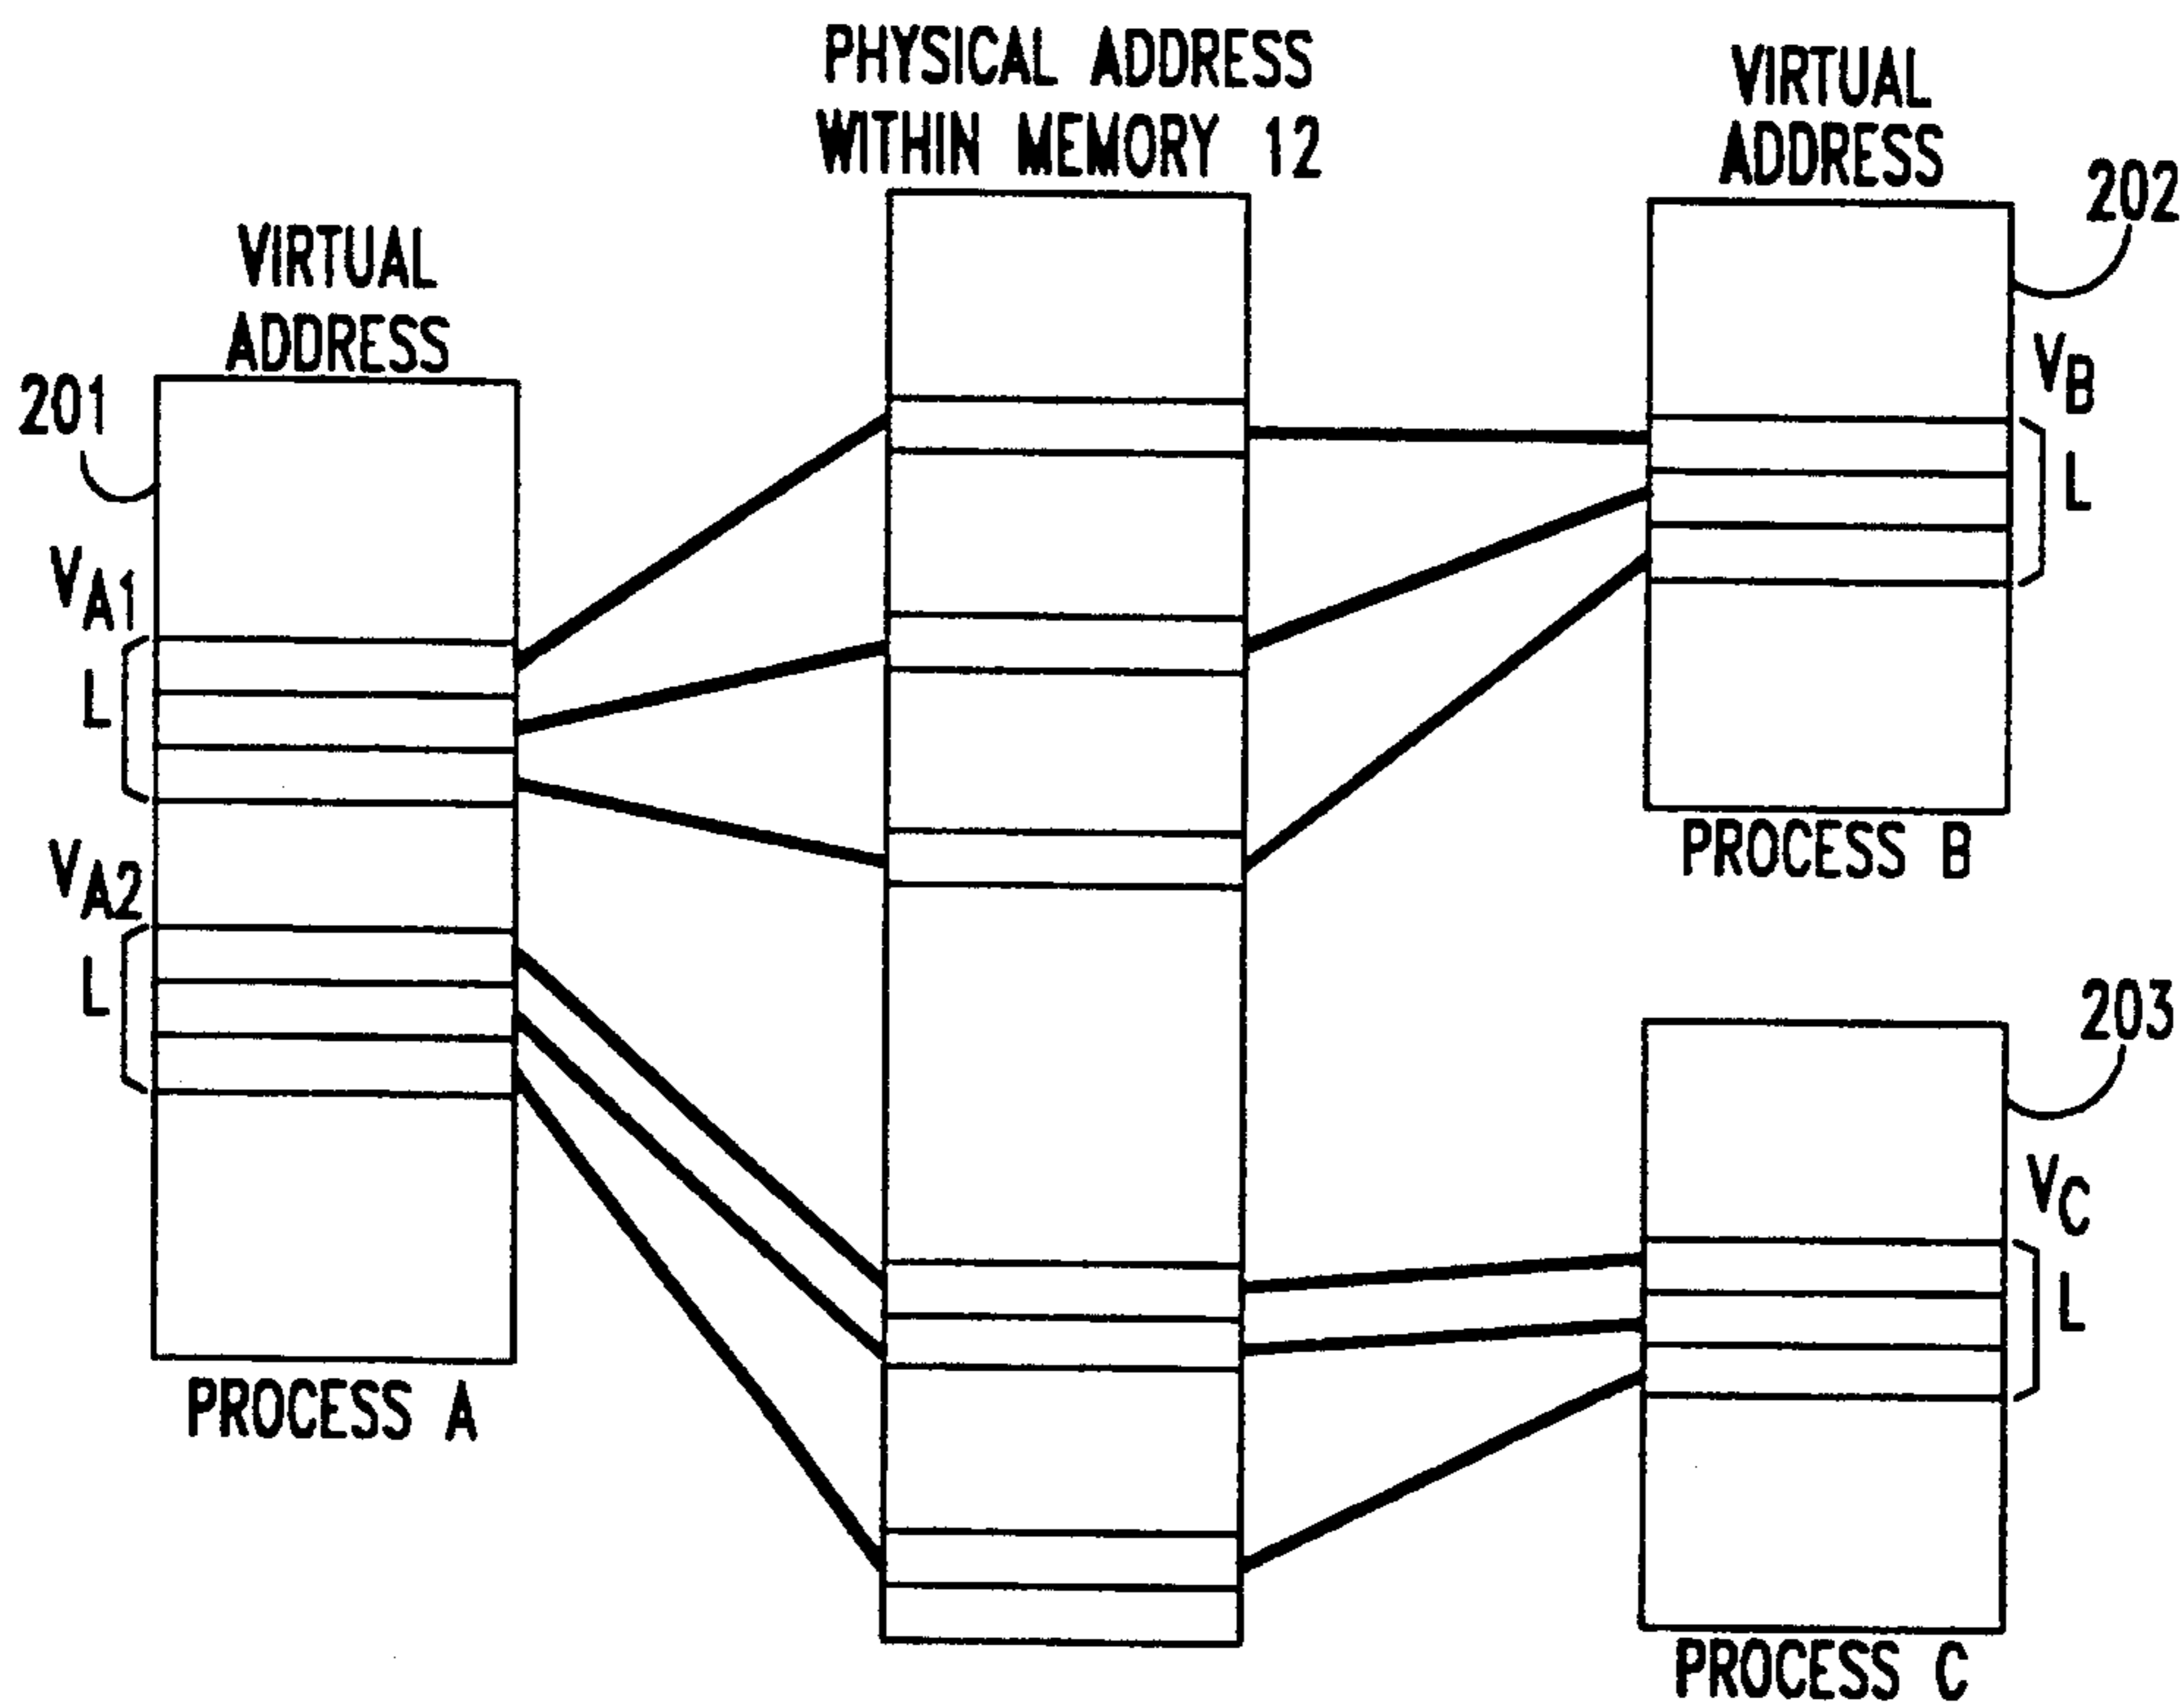 PHYSICAL ADDRESS
WITHIN MEMORY 12
VIRTUAL
ADDRESS
201
VA1
L
VA2
L
PROCESS A
VIRTUAL
ADDRESS
202
VB
L
PROCESS B
203
VC
L
PROCESS C